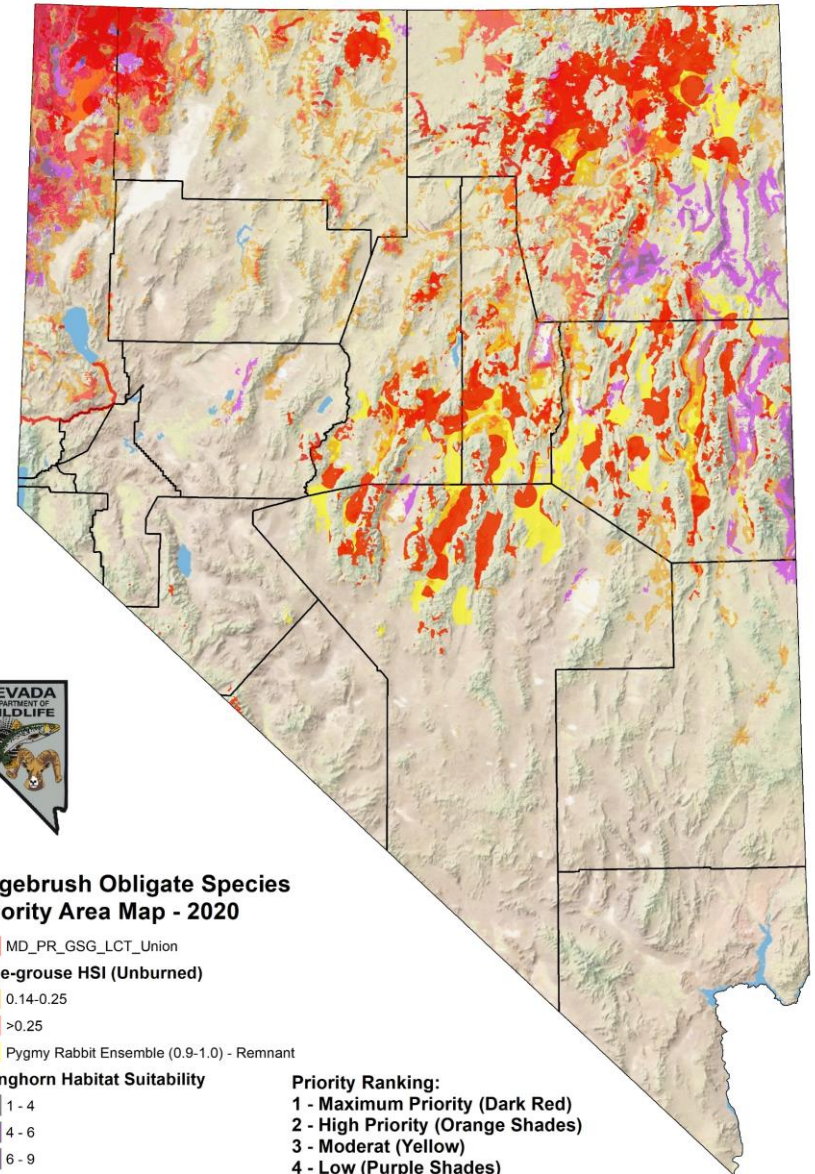 EVADA
PARTMENT OF
ILDLIFE
gebrush Obligate Species
ority Area Map - 2020
MD_PR_GSG_LCT_Union
e-grouse HSI (Unburned)
0.14-0.25
>0.25
Pygmy Rabbit Ensemble (0.9-1.0) - Remnant
nghorn Habitat Suitability
1 - 4
4 - 6
6 - 9
Priority Ranking:
1 - Maximum Priority (Dark Red)
2 - High Priority (Orange Shades)
3 - Moderat (Yellow)
4 - Low (Purple Shades)